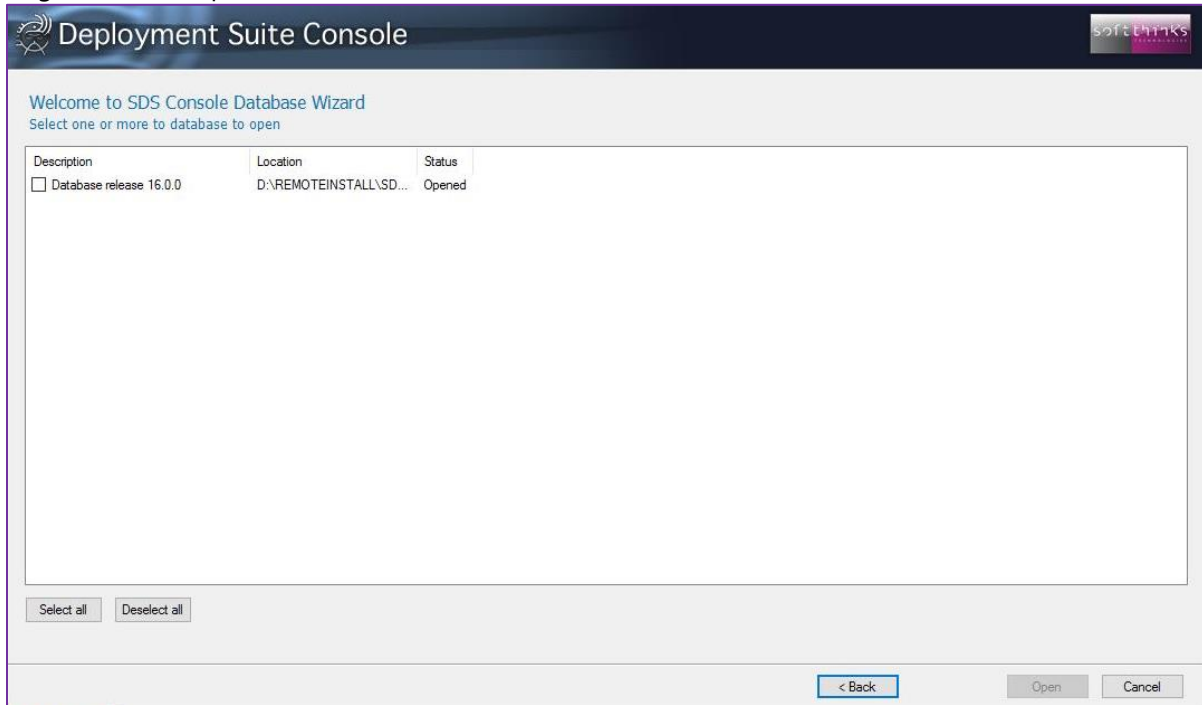 Deployment Suite Console
softthinks
Welcome to SDS Console Database Wizard
Select one or more to database to open
Description Location Status
Database release 16.0.0 D:\REMOTEINSTALL\SD... Opened
Select all Deselect all
< Back Open Cancel